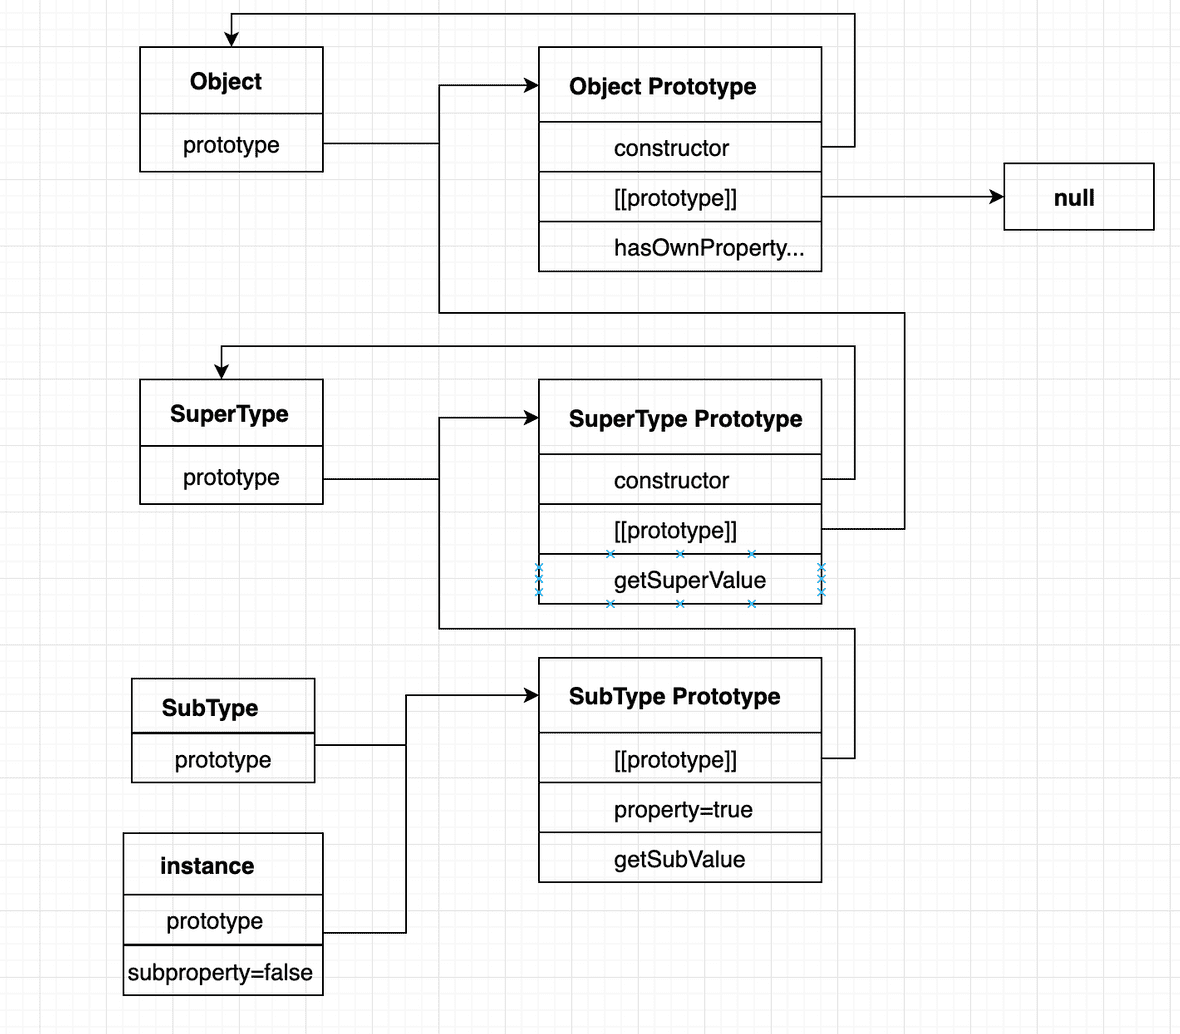 Object
prototype
Object Prototype
constructor
[[prototype]]
hasOwnProperty...
null
SuperType
prototype
SuperType Prototype
constructor
[[prototype]]
getSuperValue
SubType
prototype
SubType Prototype
[[prototype]]
property=true
getSubValue
instance
prototype
subproperty=false